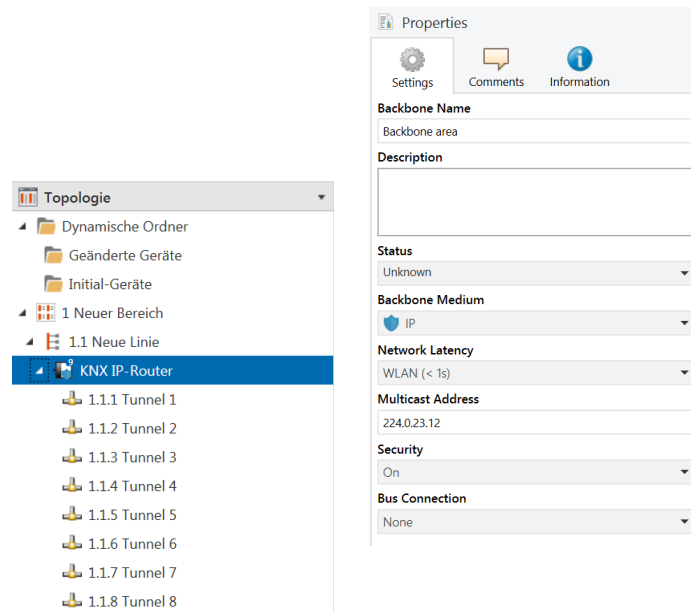 Topologie
Dynamische Ordner
Geänderte Geräte
Initial-Geräte
1 Neuer Bereich
1.1 Neue Linie
9
KNX IP-Router
1.1.1 Tunnel 1
1.1.2 Tunnel 2
1.1.3 Tunnel 3
1.1.4 Tunnel 4
1.1.5 Tunnel 5
1.1.6 Tunnel 6
1.1.7 Tunnel 7
1.1.8 Tunnel 8
Properties
Settings Comments Information
Backbone Name
Backbone area
Description
Status
Unknown
Backbone Medium
IP
Network Latency
WLAN (< 1s)
Multicast Address
224.0.23.12
Security
On
Bus Connection
None